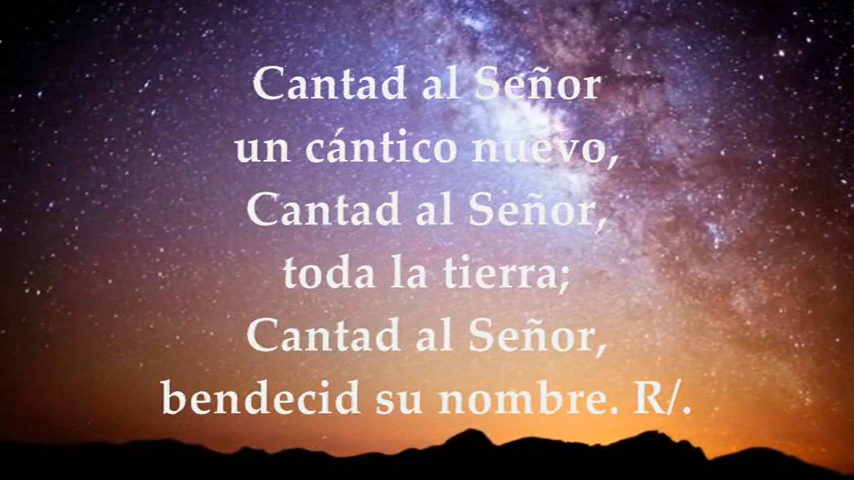 Cantad al Señor
un cántico nuevo,
Cantad al Señor,
toda la tierra;
Cantad al Señor,
bendecid su nombre. R/.